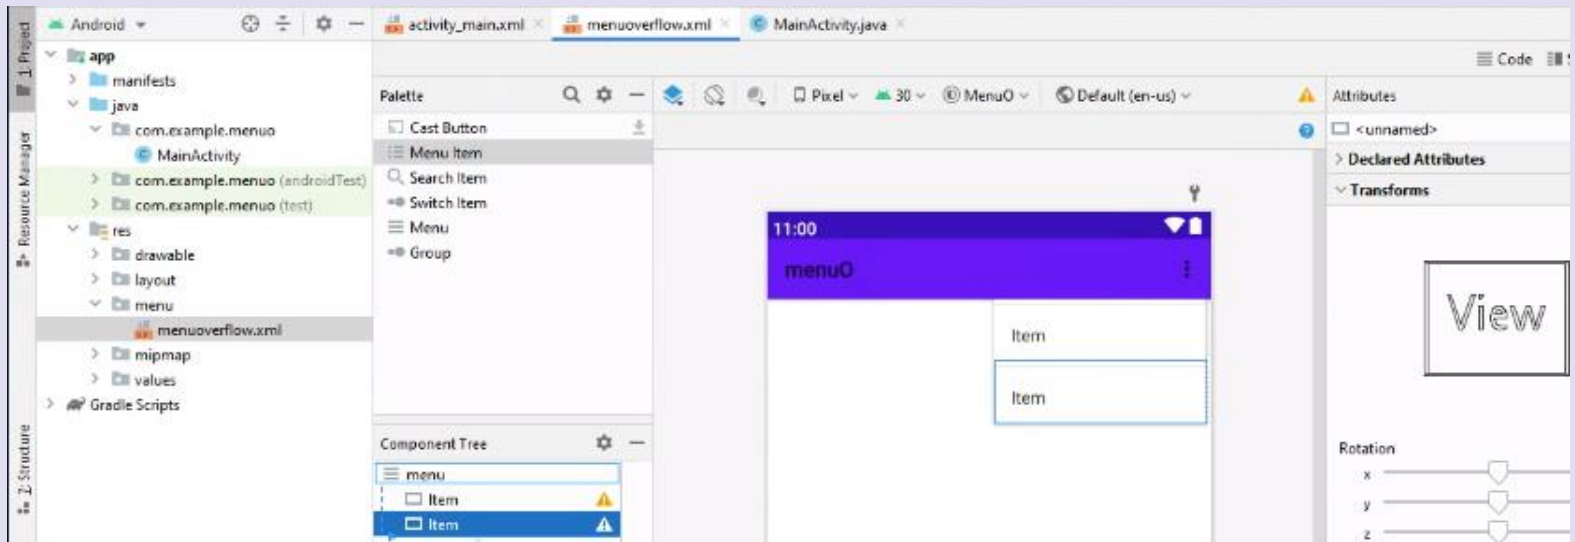 1: Project
Resource Manager
Z: Structure
Android
app
manifests
java
com.example.menuo
MainActivity
com.example.menuo (androidTest)
com.example.menuo (test)
res
drawable
layout
menu
menuoverflow.xml
mipmap
values
Gradle Scripts
activity_main.xml
menuoverflow.xml
MainActivity.java
Code
Palette
Cast Button
Menu Item
Search Item
Switch Item
Menu
Group
Component Tree
menu
Item
Item
Pixel
30
MenuO
Default (en-us)
11:00
menuO
Item
Item
Attributes
<unnamed>
Declared Attributes
Transforms
View
Rotation
x
y
z